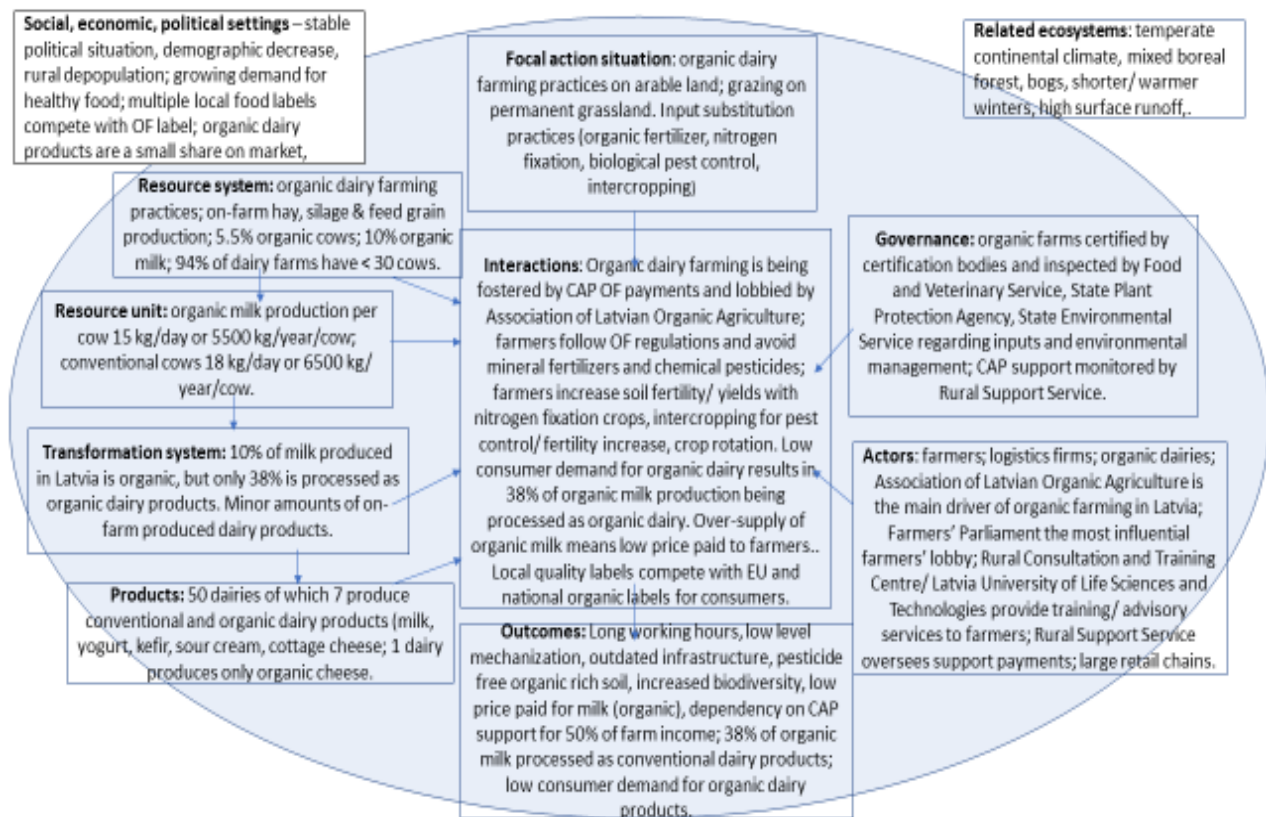 Social, economic, political settings – stable
political situation, demographic decrease,
rural depopulation; growing demand for
healthy food; multiple local food labels
compete with OF label; organic dairy
products are a small share on market,
Focal action situation: organic dairy
farming practices on arable land; grazing on
permanent grassland. Input substitution
practices (organic fertilizer, nitrogen
fixation, biological pest control,
intercropping)
Related ecosystems: temperate
continental climate, mixed boreal
forest, bogs, shorter/ warmer
winters, high surface runoff,.
Resource system: organic dairy farming
practices; on-farm hay, silage & feed grain
production; 5.5% organic cows; 10% organic
milk; 94% of dairy farms have < 30 cows.
Resource unit: organic milk production per
cow 15 kg/day or 5500 kg/year/cow;
conventional cows 18 kg/day or 6500 kg/
year/cow.
Transformation system: 10% of milk produced
in Latvia is organic, but only 38% is processed as
organic dairy products. Minor amounts of on-
farm produced dairy products.
Products: 50 dairies of which 7 produce
conventional and organic dairy products (milk,
yogurt, kefir, sour cream, cottage cheese; 1 dairy
produces only organic cheese.
Interactions: Organic dairy farming is being
fostered by CAP OF payments and lobbied by
Association of Latvian Organic Agriculture;
farmers follow OF regulations and avoid
mineral fertilizers and chemical pesticides;
farmers increase soil fertility/ yields with
nitrogen fixation crops, intercropping for pest
control/ fertility increase, crop rotation. Low
consumer demand for organic dairy results in
38% of organic milk production being
processed as organic dairy. Over-supply of
organic milk means low price paid to farmers..
Local quality labels compete with EU and
national organic labels for consumers.
Outcomes: Long working hours, low level
mechanization, outdated infrastructure, pesticide
free organic rich soil, increased biodiversity, low
price paid for milk (organic), dependency on CAP
support for 50% of farm income; 38% of organic
milk processed as conventional dairy products;
low consumer demand for organic dairy
products.
Governance: organic farms certified by
certification bodies and inspected by Food
and Veterinary Service, State Plant
Protection Agency, State Environmental
Service regarding inputs and environmental
management; CAP support monitored by
Rural Support Service.
Actors: farmers; logistics firms; organic dairies;
Association of Latvian Organic Agriculture is
the main driver of organic farming in Latvia;
Farmers’ Parliament the most influential
farmers’ lobby; Rural Consultation and Training
Centre/ Latvia University of Life Sciences and
Technologies provide training/ advisory
services to farmers; Rural Support Service
oversees support payments; large retail chains.